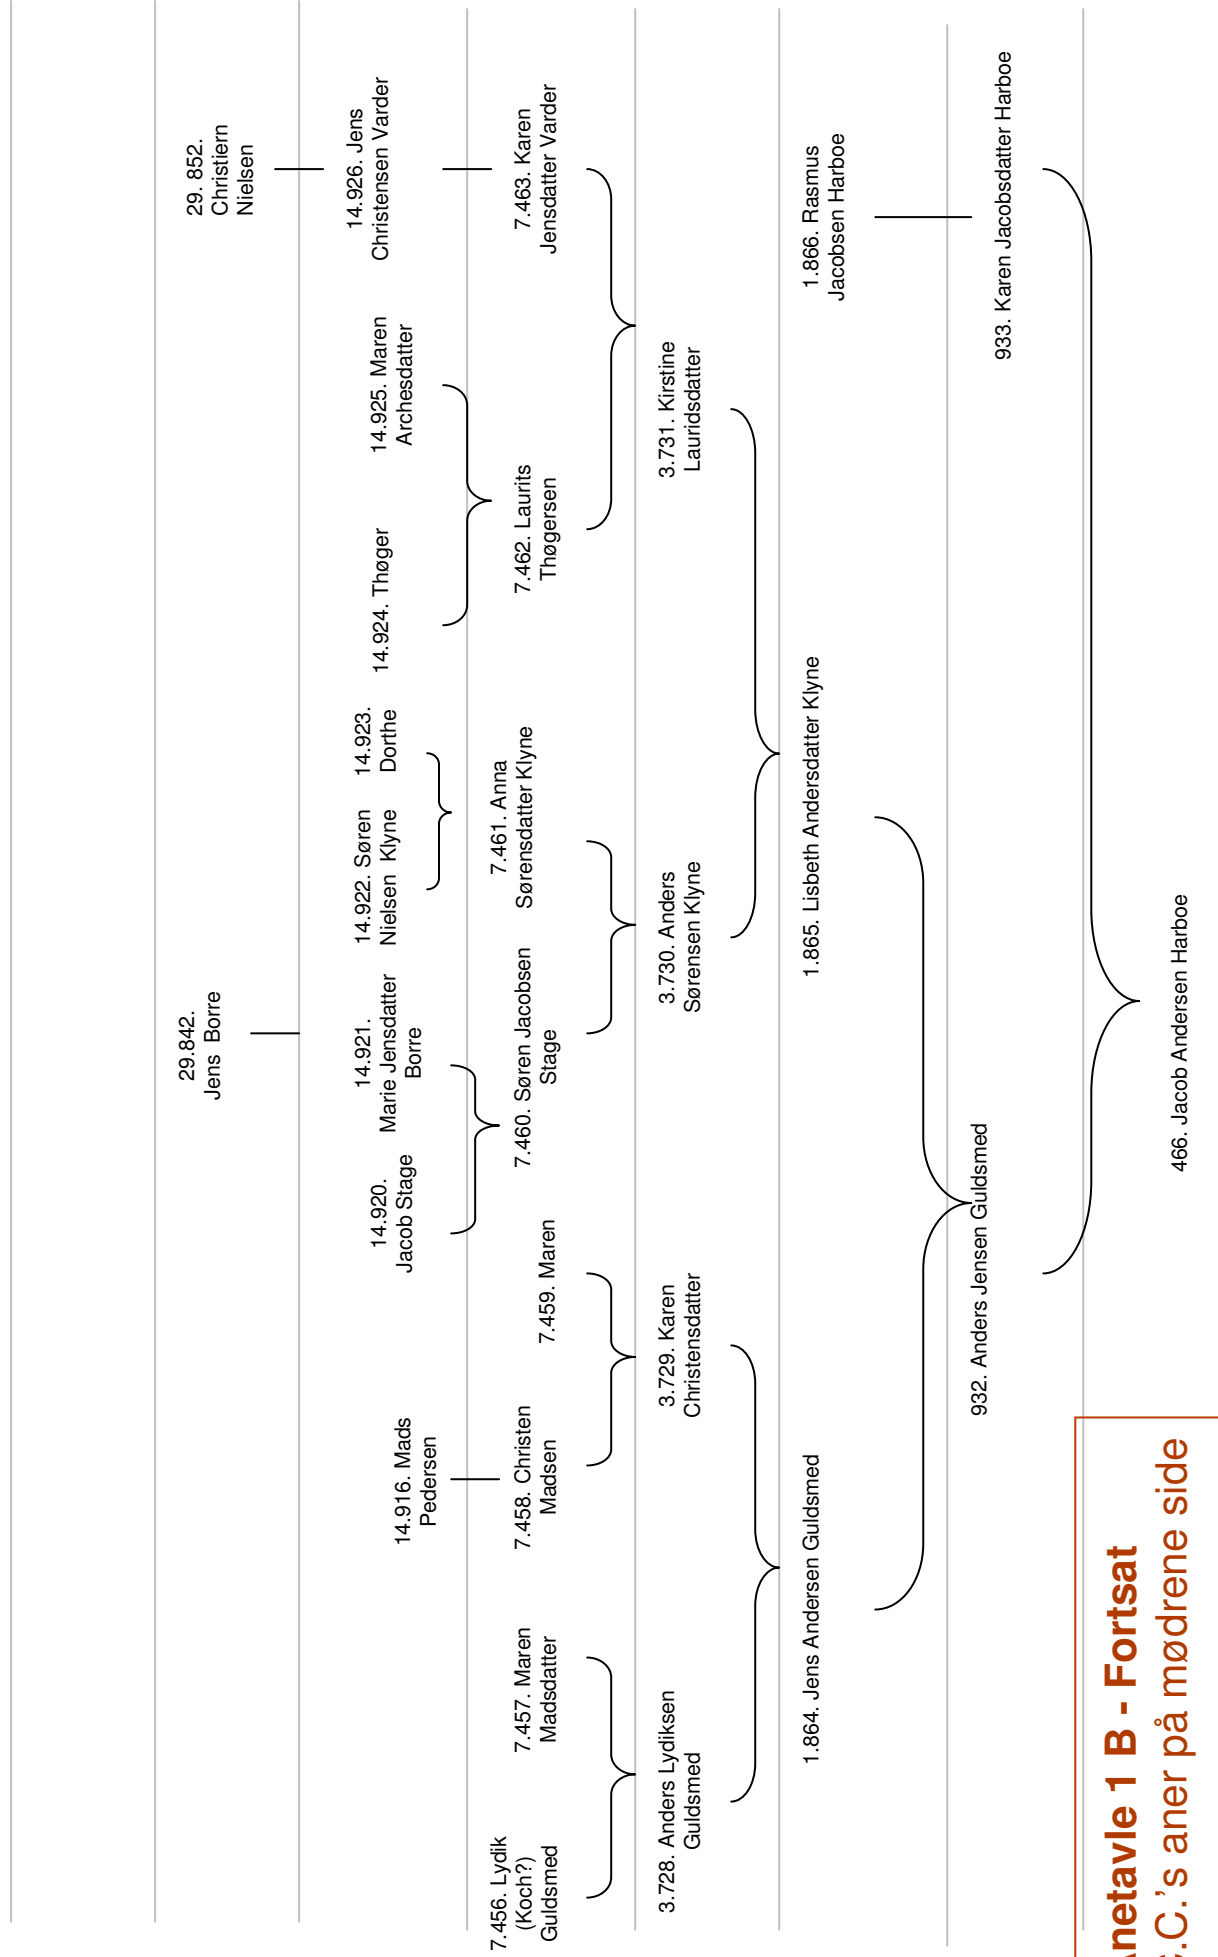 29. 852.
Christiern
Nielsen
29.842.
Jens Borre
14.926. Jens
Christensen Varder
14.925. Maren
Archesdatter
14.924. Thøger
14.923.
Dorthe
14.922. Søren
Nielsen Klyne
14.921.
Marie Jensdatter
Borre
14.920.
Jacob Stage
14.916. Mads
Pedersen
7.463. Karen
Jensdatter Varder
7.462. Laurits
Thøgersen
7.461. Anna
Sørensdatter Klyne
7.460. Søren Jacobsen
Stage
7.459. Maren
7.458. Christen
Madsen
7.457. Maren
Madsdatter
7.456. Lydik
(Koch?)
Guldsmed
3.731. Kirstine
Lauridsdatter
3.730. Anders
Sørensen Klyne
3.729. Karen
Christensdatter
3.728. Anders Lydiksen
Guldsmed
1.866. Rasmus
Jacobsen Harboe
1.865. Lisbeth Andersdatter Klyne
1.864. Jens Andersen Guldsmed
933. Karen Jacobsdatter Harboe
932. Anders Jensen Guldsmed
466. Jacob Andersen Harboe
netavle 1 B - Fortsat
.C.'s aner på mødrene side